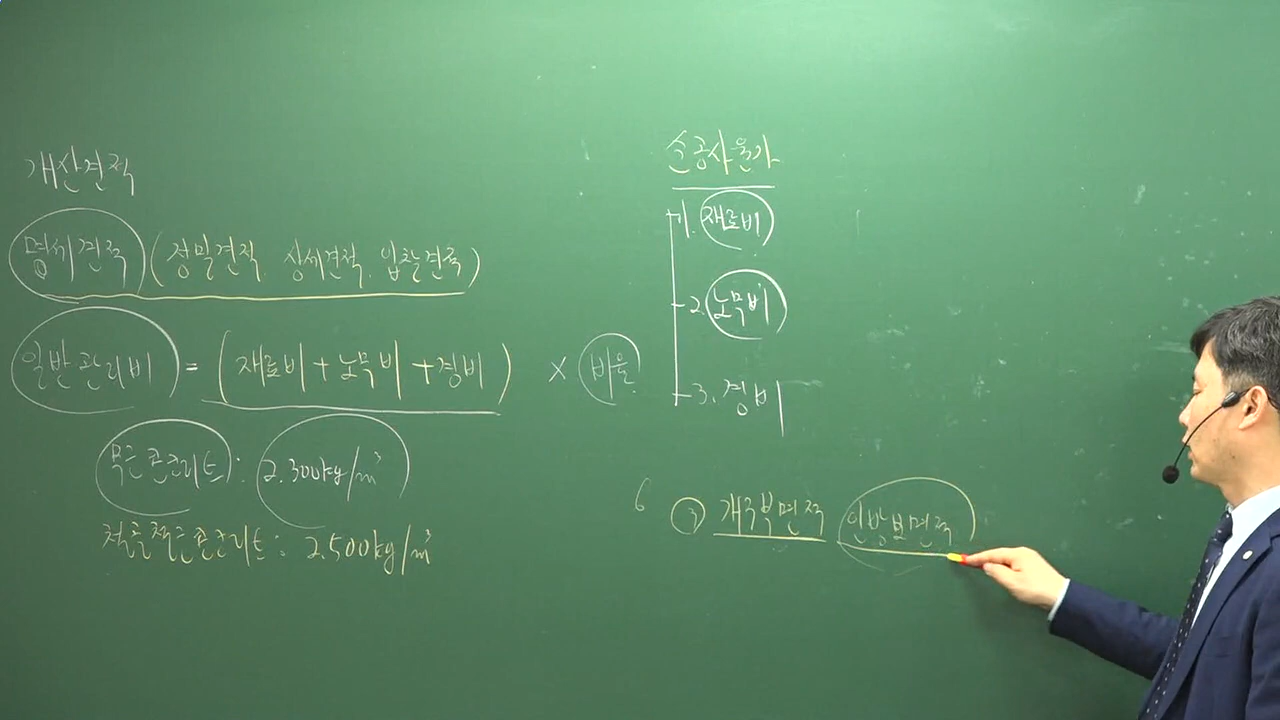 개산견적
명세견적 (정밀견적. 상세견적. 입찰견적)
일반관리비 = (재료비 + 노무비 + 경비) × 비율
무근콘크리트 : 2.300kg/㎥
철근콘크리트 : 2.500kg/㎥
순공사원가
1. 재료비
2. 노무비
3. 경비
6 ③ 개구부면적 인방보면적